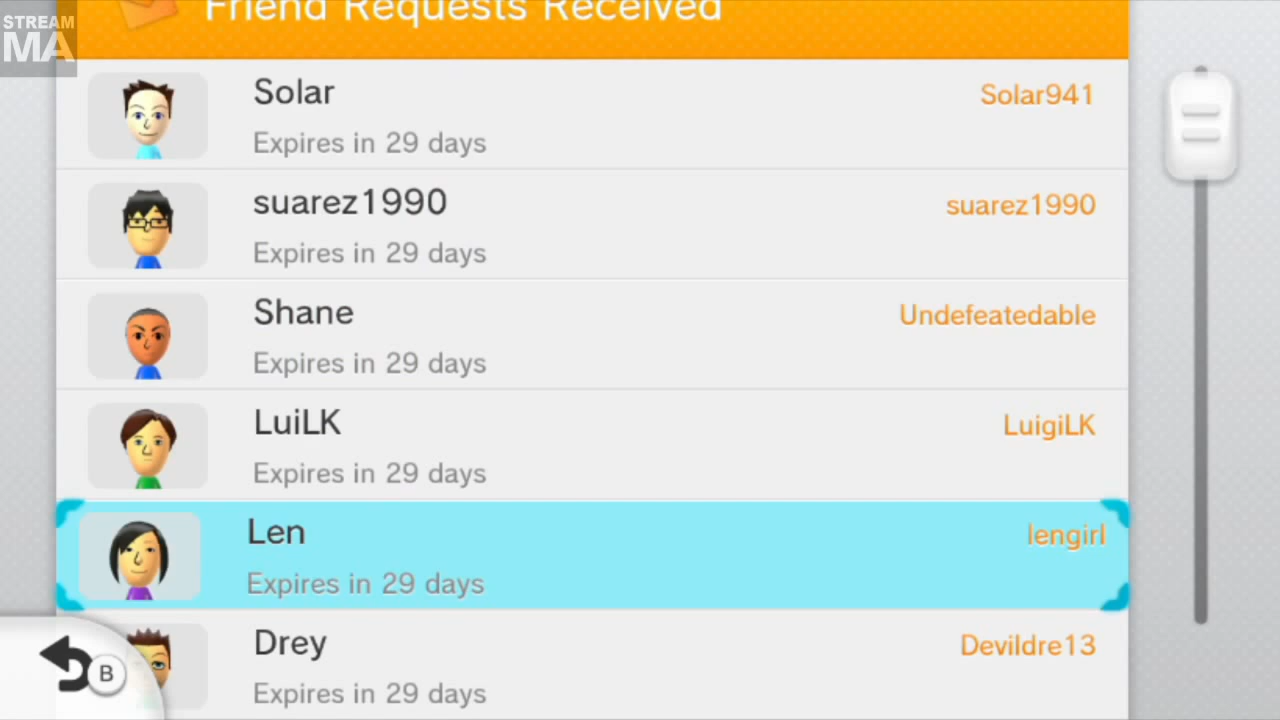 STREAM
MA
Friend Requests Received
Solar
Solar941
Expires in 29 days
suarez1990
suarez1990
Expires in 29 days
Shane
Undefeatedable
Expires in 29 days
LuiLK
LuigiLK
Expires in 29 days
Len
lengirl
Expires in 29 days
Drey
Devildre13
Expires in 29 days
B